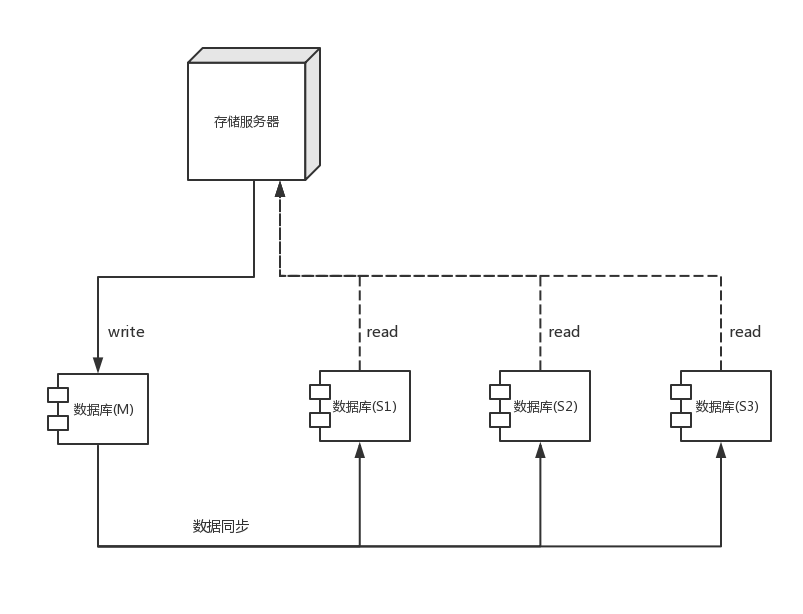 存储服务器
write
read
read
read
数据库(M)
数据库(S1)
数据库(S2)
数据库(S3)
数据同步